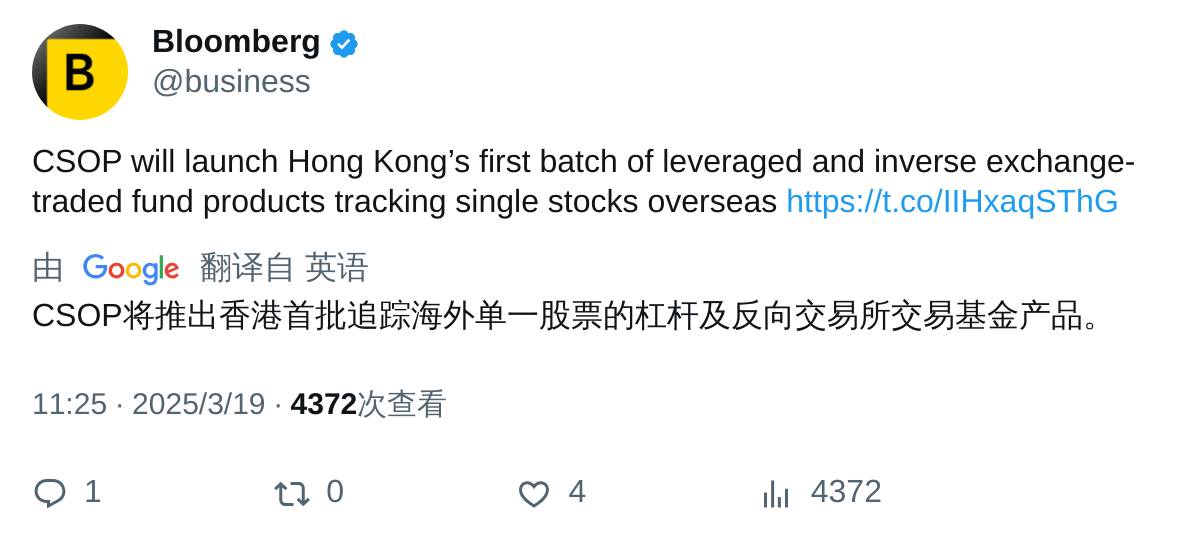 B
Bloomberg
@business
CSOP will launch Hong Kong’s first batch of leveraged and inverse exchange-
traded fund products tracking single stocks overseas https://t.co/IIHxaqSThG
由 Google 翻译自 英语
CSOP将推出香港首批追踪海外单一股票的杠杆及反向交易所交易基金产品。
11:25 · 2025/3/19 · 4372次查看
1 0 4 4372